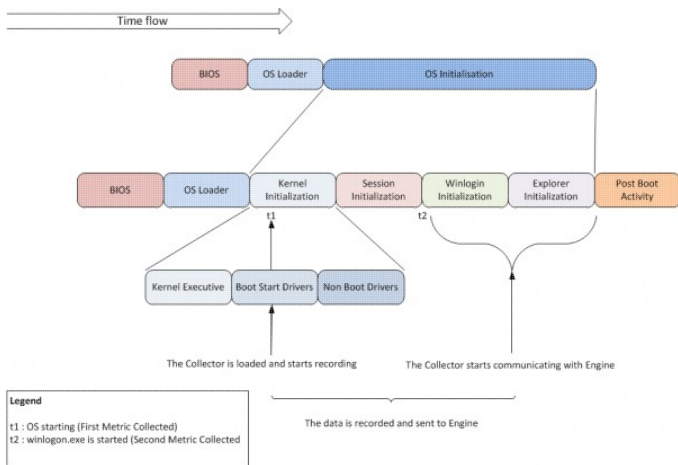 Time flow
BIOS
OS Loader
OS Initialisation
BIOS
OS Loader
Kernel
Initialization
Session
Initialization
Winlogin
Initialization
Explorer
Initialization
Post Boot
Activity
t1
t2
Kernel Executive
Boot Start Drivers
Non Boot Drivers
The Collector is loaded and starts recording
The Collector starts communicating with Engine
The data is recorded and sent to Engine
Legend
t1 : OS starting (First Metric Collected)
t2 : winlogon.exe is started (Second Metric Collected